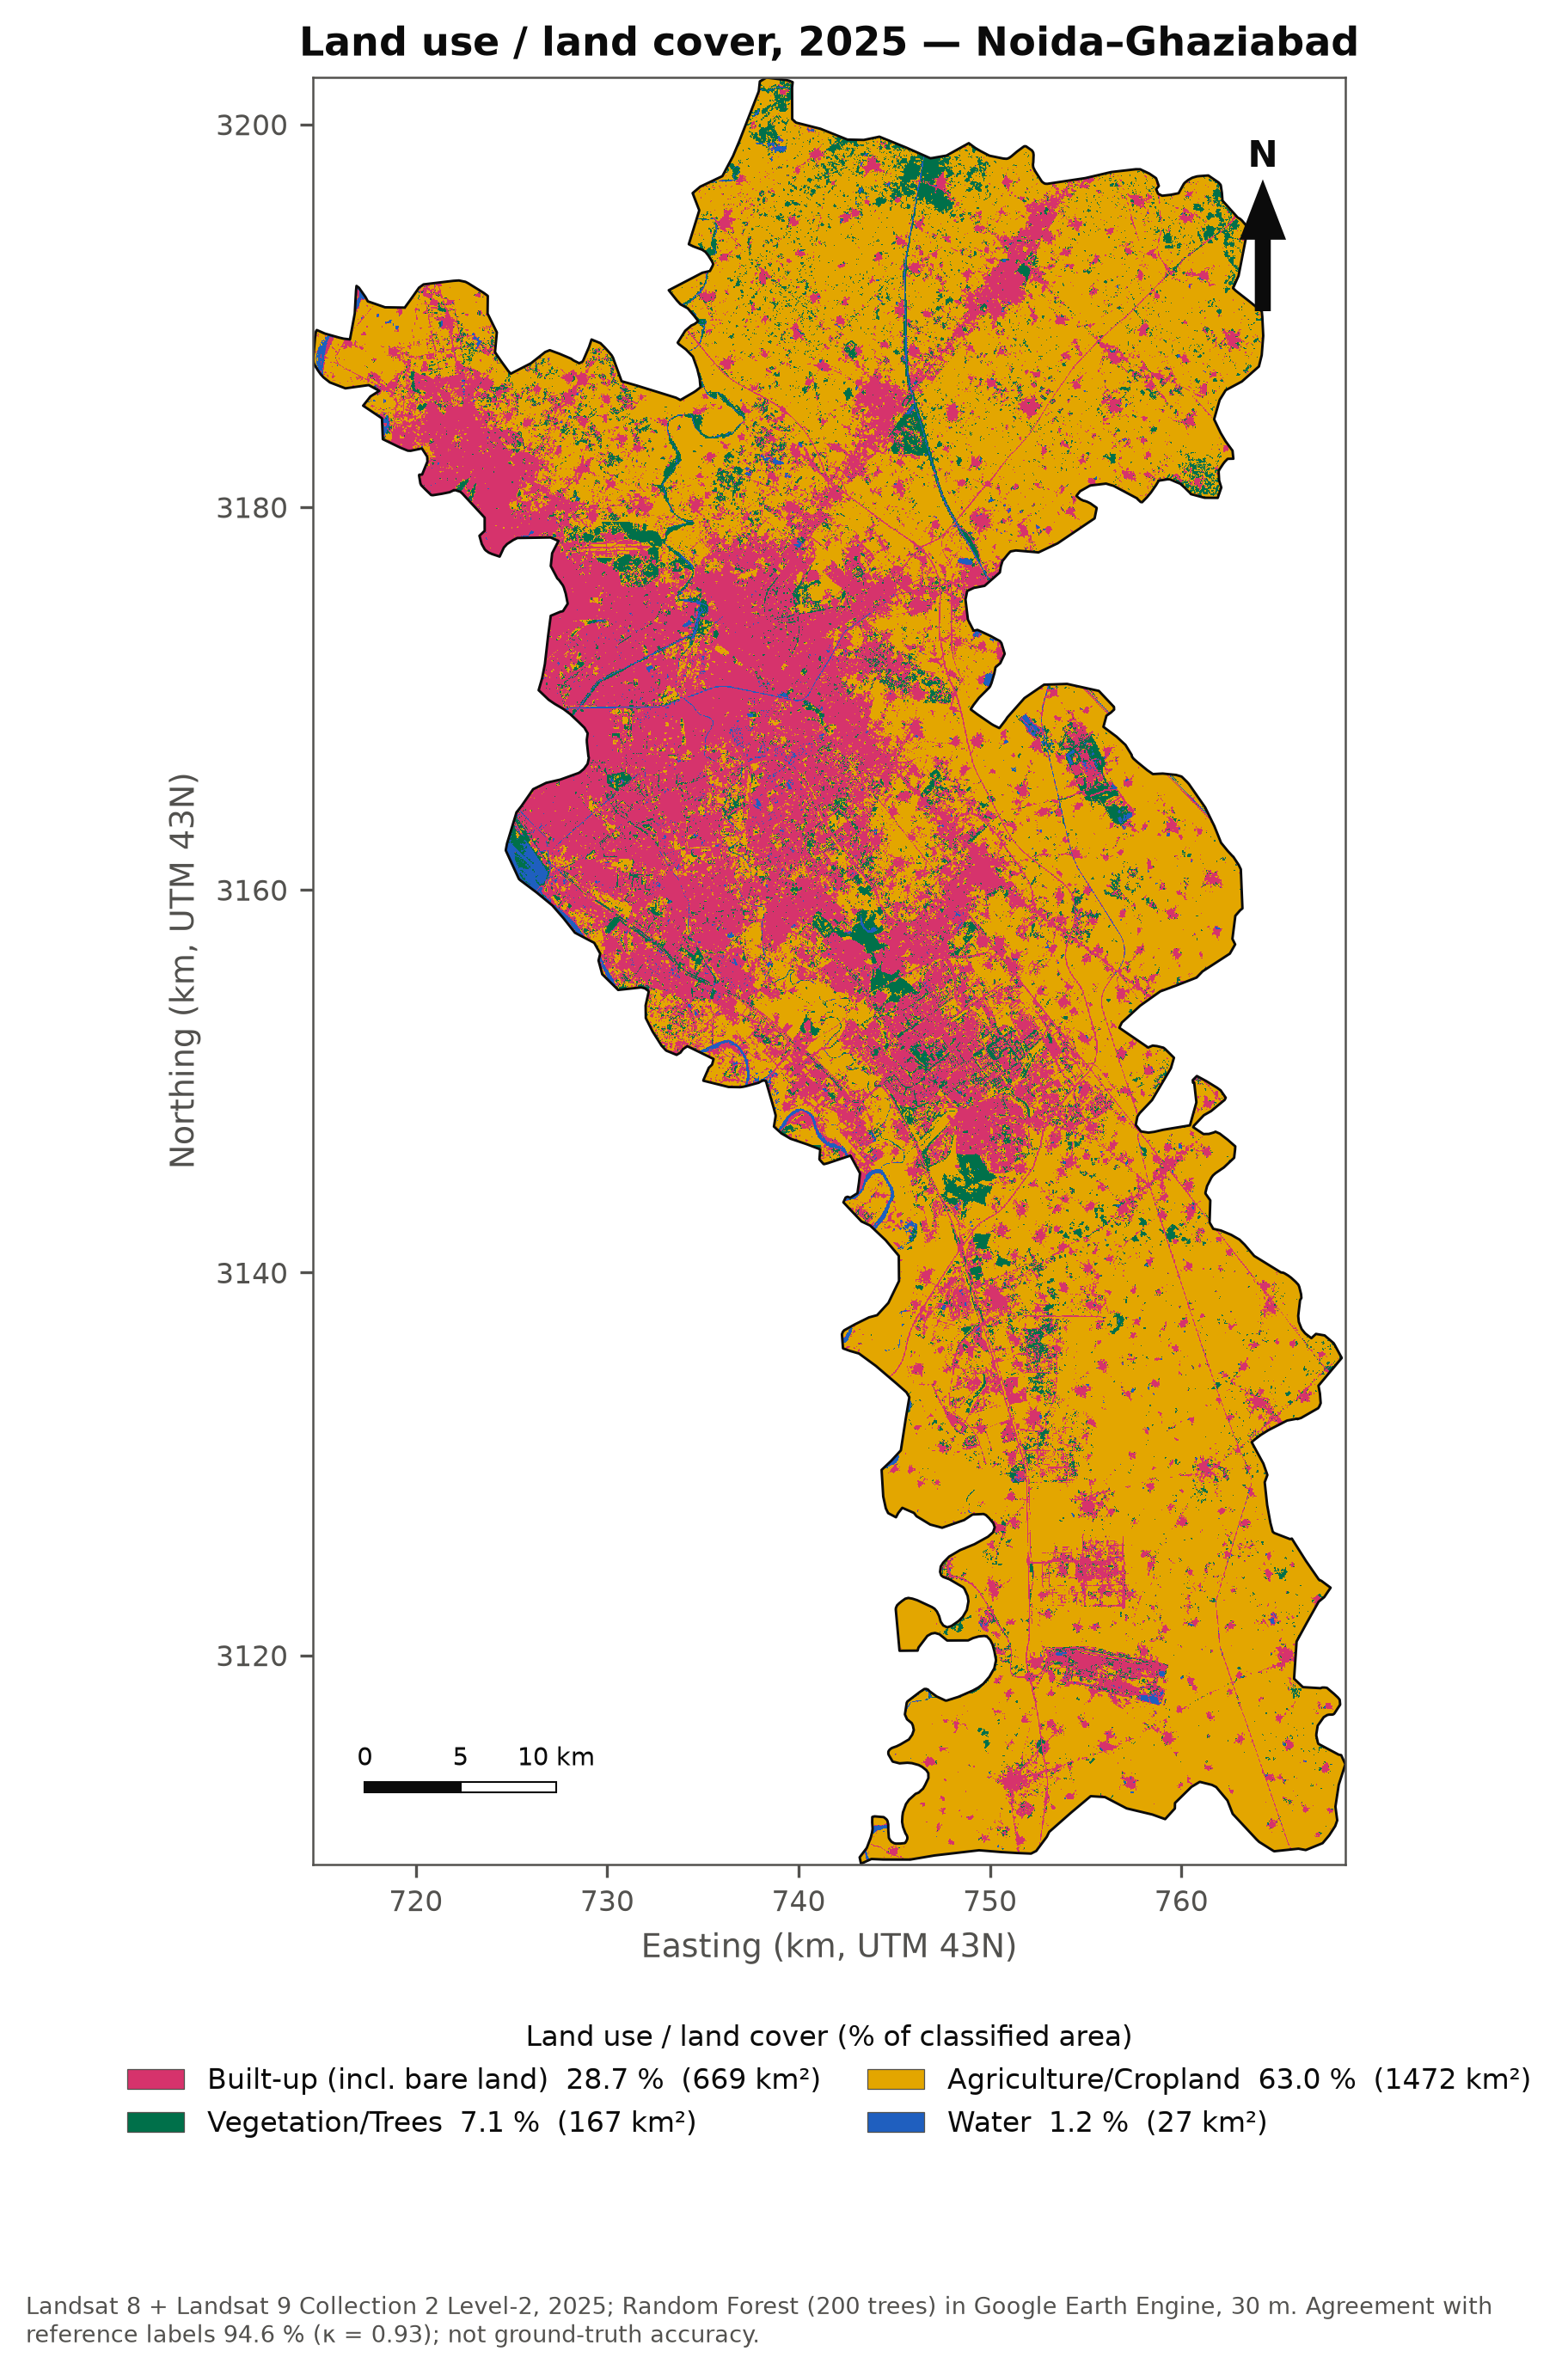 Land use / land cover, 2025 — Noida–Ghaziabad
N
3200
3180
3160
3140
3120
Northing (km, UTM 43N)
0 5 10 km
720 730 740 750 760
Easting (km, UTM 43N)
Land use / land cover (% of classified area)
Built-up (incl. bare land) 28.7 % (669 km²)
Agriculture/Cropland 63.0 % (1472 km²)
Vegetation/Trees 7.1 % (167 km²)
Water 1.2 % (27 km²)
Landsat 8 + Landsat 9 Collection 2 Level-2, 2025; Random Forest (200 trees) in Google Earth Engine, 30 m. Agreement with
reference labels 94.6 % (κ = 0.93); not ground-truth accuracy.